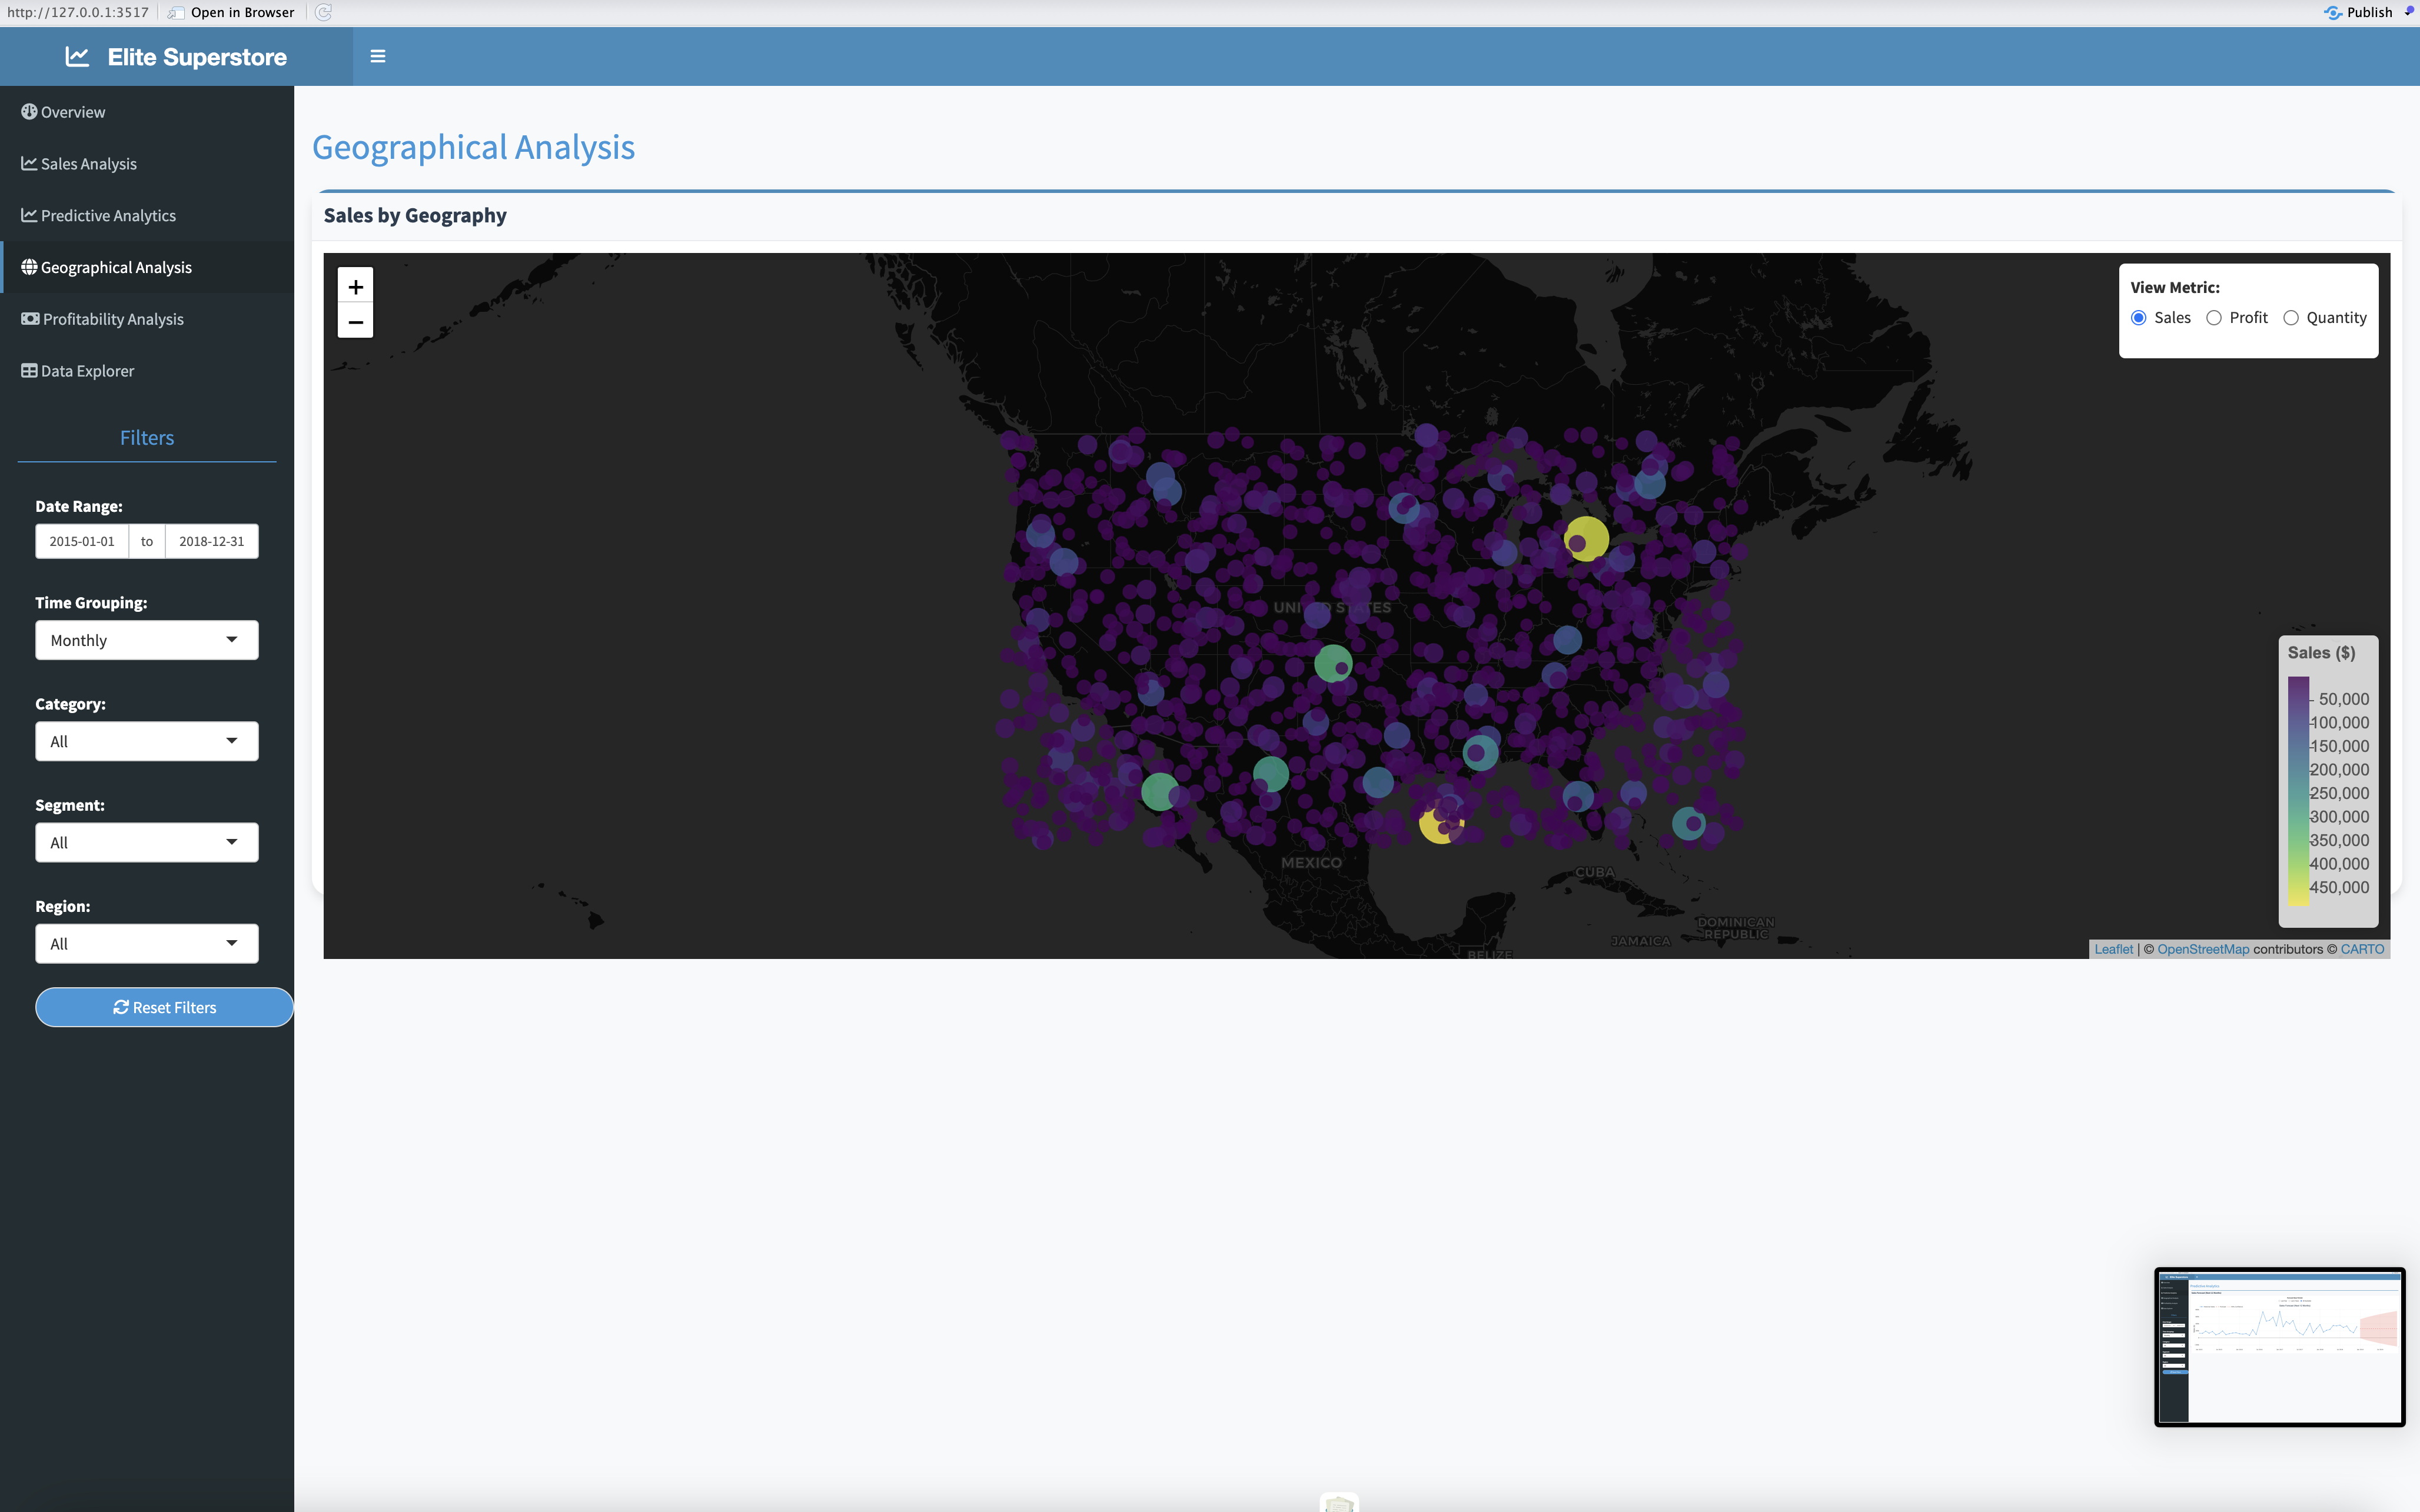 http://127.0.0.1:3517 Open in Browser Publish
Elite Superstore
Overview
Sales Analysis
Predictive Analytics
Geographical Analysis
Profitability Analysis
Data Explorer
Filters
Date Range:
2015-01-01 to 2018-12-31
Time Grouping:
Monthly
Category:
All
Segment:
All
Region:
All
Reset Filters
Geographical Analysis
Sales by Geography
+
−
View Metric:
Sales Profit Quantity
UNITED STATES
MEXICO
CUBA
DOMINICAN
REPUBLIC
JAMAICA
BELIZE
Sales ($)
50,000
100,000
150,000
200,000
250,000
300,000
350,000
400,000
450,000
Leaflet | © OpenStreetMap contributors © CARTO